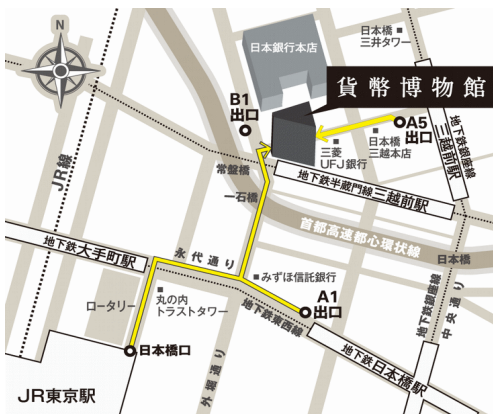 N
日本銀行本店
日本橋
三井タワー
貨幣博物館
B1
出口
A5
出口
地下鉄銀座線
三越前駅
三菱
UFJ銀行
日本橋
三越本店
JR線
常盤橋
地下鉄半蔵門線三越前駅
一石橋
首都高速都心環状線
地下鉄大手町駅
永代通り
日本橋
みずほ信託銀行
地下鉄銀座線
中央通り
ロータリー
丸の内
トラストタワー
A1
出口
地下鉄東西線
地下鉄日本橋駅
日本橋口
外堀通り
JR東京駅